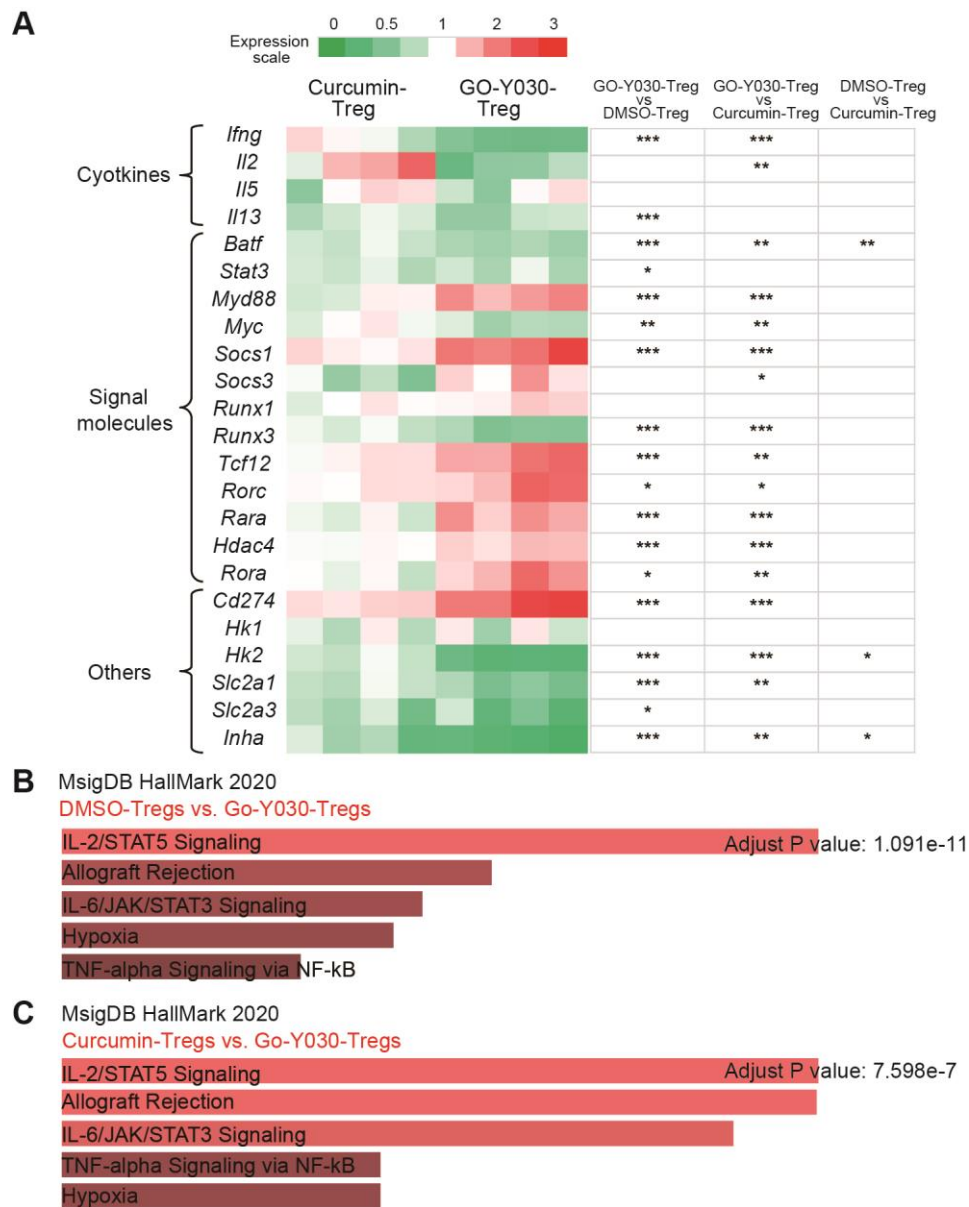 A
0 0.5 1 2 3
Expression
scale
Curcumin-
Treg
GO-Y030-
Treg
GO-Y030-Treg
vs
DMSO-Treg
GO-Y030-Treg
vs
Curcumin-Treg
DMSO-Treg
vs
Curcumin-Treg
Cyotkines
Ifng *** ***
Il2 **
Il5
Il13 ***
Signal
molecules
Batf *** ** **
Stat3 *
Myd88 *** ***
Myc ** **
Socs1 *** ***
Socs3 *
Runx1
Runx3 *** ***
Tcf12 *** **
Rorc * *
Rara *** ***
Hdac4 *** ***
Rora * **
Others
Cd274 *** ***
Hk1
Hk2 *** *** *
Slc2a1 *** **
Slc2a3 *
Inha *** ** *
B MsigDB HallMark 2020
DMSO-Tregs vs. Go-Y030-Tregs
IL-2/STAT5 Signaling Adjust P value: 1.091e-11
Allograft Rejection
IL-6/JAK/STAT3 Signaling
Hypoxia
TNF-alpha Signaling via NF-kB
C MsigDB HallMark 2020
Curcumin-Tregs vs. Go-Y030-Tregs
IL-2/STAT5 Signaling Adjust P value: 7.598e-7
Allograft Rejection
IL-6/JAK/STAT3 Signaling
TNF-alpha Signaling via NF-kB
Hypoxia